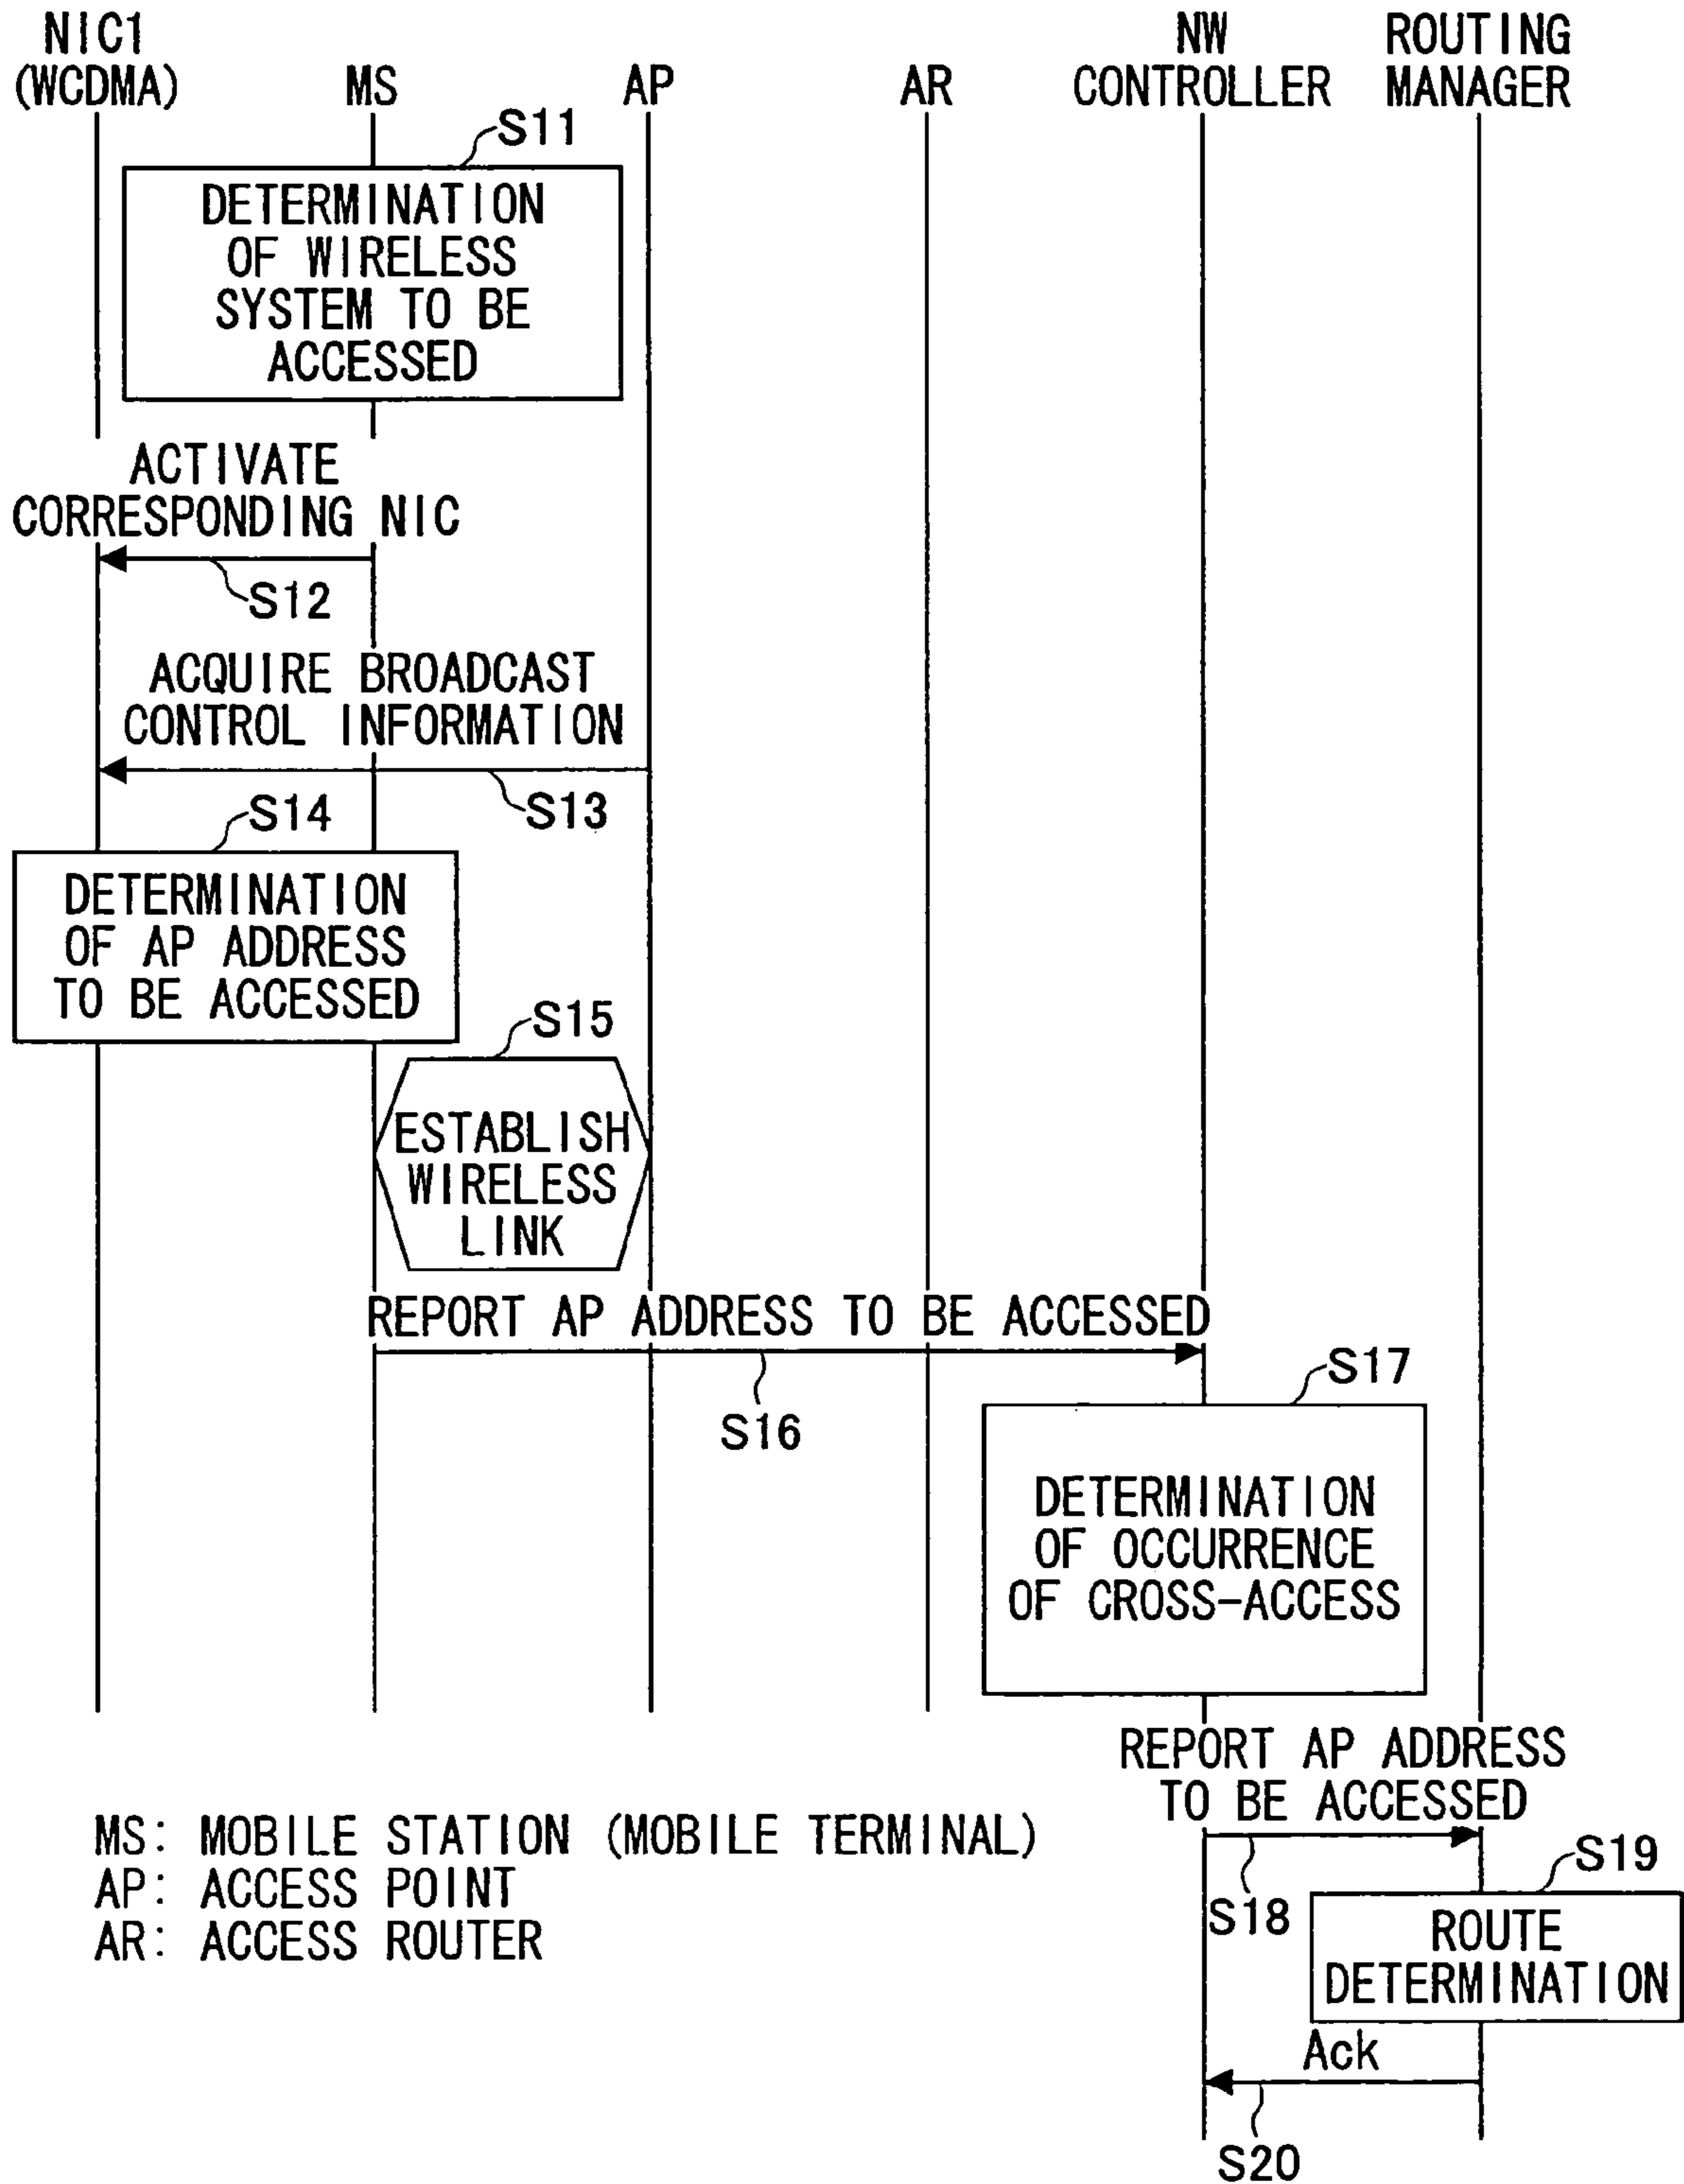 NIC1
(WCDMA)
MS
AP
AR
NW
CONTROLLER
ROUTING
MANAGER
S11
DETERMINATION
OF WIRELESS
SYSTEM TO BE
ACCESSED
ACTIVATE
CORRESPONDING NIC
S12
ACQUIRE BROADCAST
CONTROL INFORMATION
S13
S14
DETERMINATION
OF AP ADDRESS
TO BE ACCESSED
S15
ESTABLISH
WIRELESS
LINK
REPORT AP ADDRESS TO BE ACCESSED
S16
S17
DETERMINATION
OF OCCURRENCE
OF CROSS-ACCESS
REPORT AP ADDRESS
TO BE ACCESSED
S18
S19
ROUTE
DETERMINATION
Ack
S20
MS: MOBILE STATION (MOBILE TERMINAL)
AP: ACCESS POINT
AR: ACCESS ROUTER